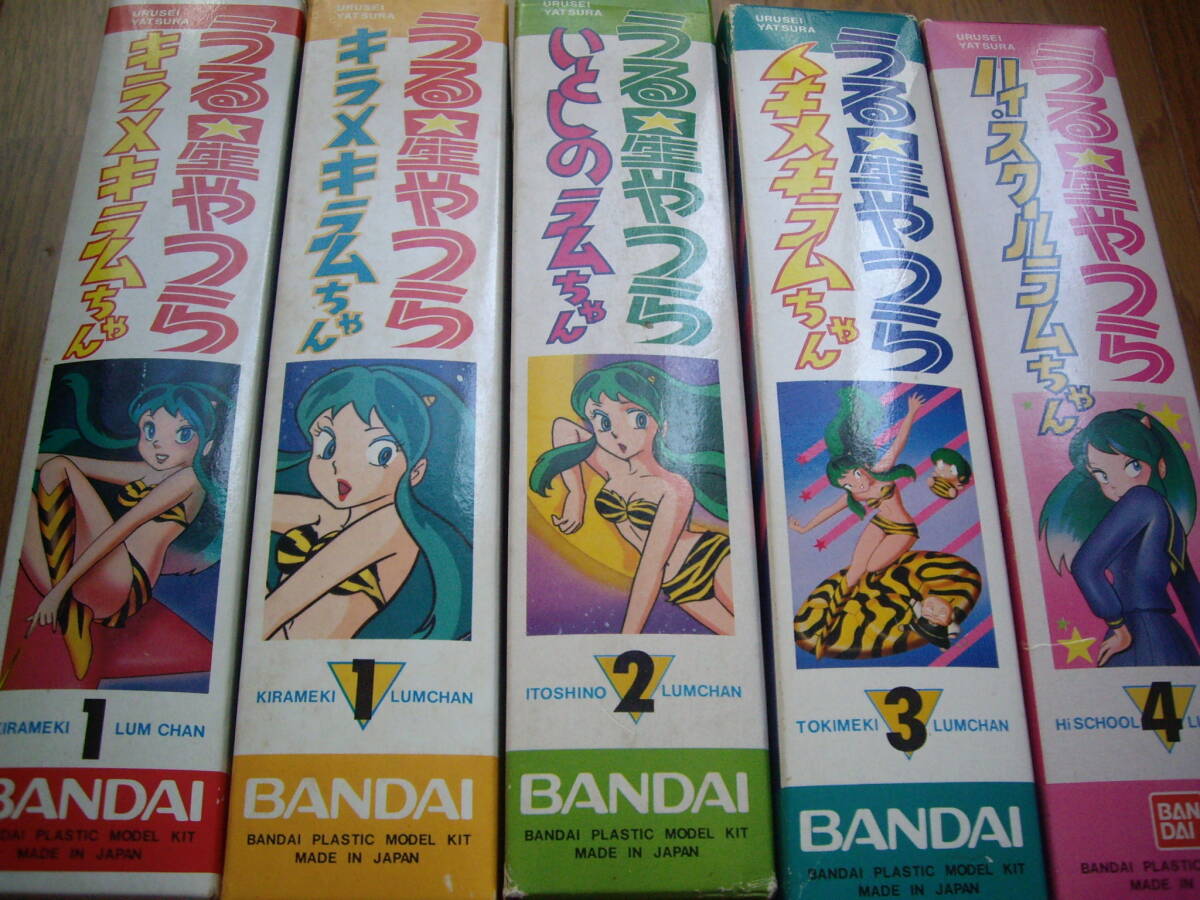 URUSEI
YATSURA
うる星やつら
キラメキラムちゃん
KIRAMEKI 1 LUM CHAN
BANDAI
BANDAI PLASTIC MODEL KIT
MADE IN JAPAN
URUSEI
YATSURA
うる星やつら
キラメキラムちゃん
KIRAMEKI 1 LUMCHAN
BANDAI
BANDAI PLASTIC MODEL KIT
MADE IN JAPAN
URUSEI
YATSURA
うる星やつら
いとしのラムちゃん
ITOSHINO 2 LUMCHAN
BANDAI
BANDAI PLASTIC MODEL KIT
MADE IN JAPAN
URUSEI
YATSURA
うる星やつら
トキメキラムちゃん
TOKIMEKI 3 LUMCHAN
BANDAI
BANDAI PLASTIC MODEL KIT
MADE IN JAPAN
URUSEI
YATSURA
うる星やつら
ハイスクールラムちゃん
HiSCHOOL 4 L
BAN
DAI
BANDAI PLASTIC
MADE IN